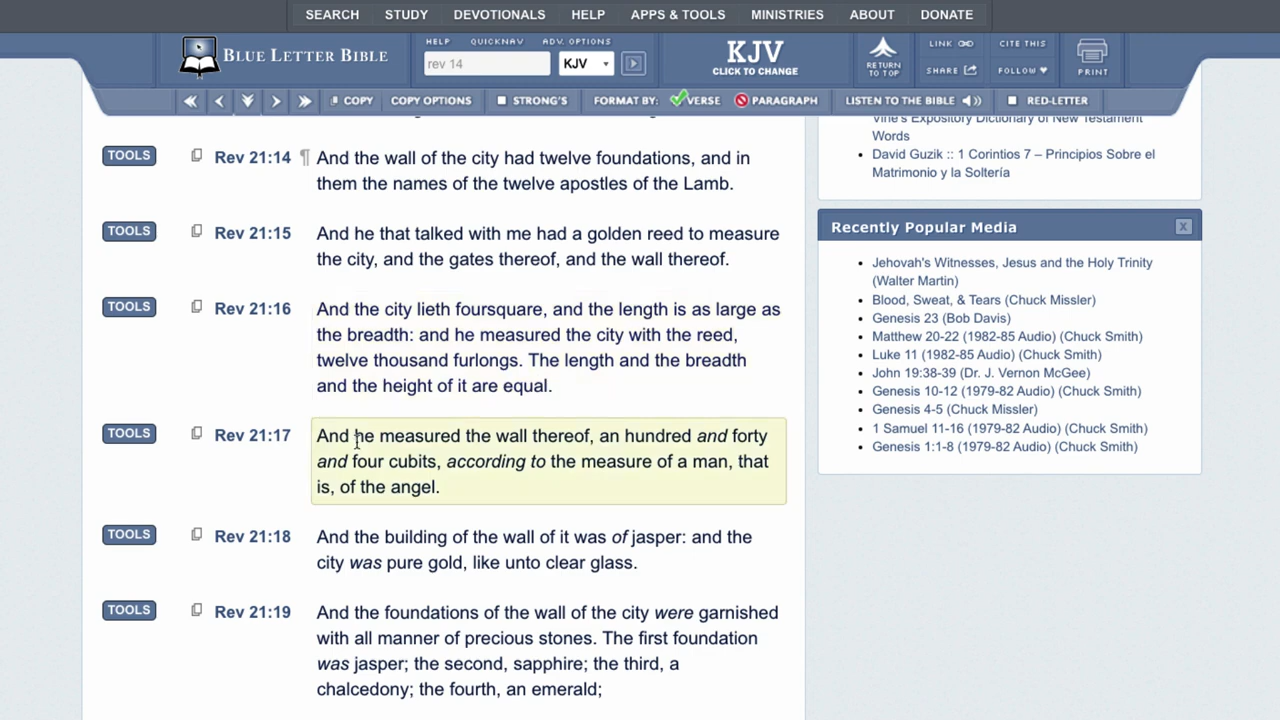 SEARCH STUDY DEVOTIONALS HELP APPS & TOOLS MINISTRIES ABOUT DONATE
BLUE LETTER BIBLE
HELP QUICKNAV ADV. OPTIONS
rev 14 KJV
KJV
CLICK TO CHANGE
RETURN
TO TOP
LINK CITE THIS
SHARE FOLLOW
PRINT
COPY COPY OPTIONS STRONG'S FORMAT BY: VERSE PARAGRAPH LISTEN TO THE BIBLE RED-LETTER
TOOLS Rev 21:14 ¶ And the wall of the city had twelve foundations, and in
them the names of the twelve apostles of the Lamb.
TOOLS Rev 21:15 And he that talked with me had a golden reed to measure
the city, and the gates thereof, and the wall thereof.
TOOLS Rev 21:16 And the city lieth foursquare, and the length is as large as
the breadth: and he measured the city with the reed,
twelve thousand furlongs. The length and the breadth
and the height of it are equal.
TOOLS Rev 21:17 And he measured the wall thereof, an hundred and forty
and four cubits, according to the measure of a man, that
is, of the angel.
TOOLS Rev 21:18 And the building of the wall of it was of jasper: and the
city was pure gold, like unto clear glass.
TOOLS Rev 21:19 And the foundations of the wall of the city were garnished
with all manner of precious stones. The first foundation
was jasper; the second, sapphire; the third, a
chalcedony; the fourth, an emerald;
Vine's Expository Dictionary of New Testament
Words
David Guzik :: 1 Corintios 7 – Principios Sobre el
Matrimonio y la Soltería
Recently Popular Media x
Jehovah's Witnesses, Jesus and the Holy Trinity
(Walter Martin)
Blood, Sweat, & Tears (Chuck Missler)
Genesis 23 (Bob Davis)
Matthew 20-22 (1982-85 Audio) (Chuck Smith)
Luke 11 (1982-85 Audio) (Chuck Smith)
John 19:38-39 (Dr. J. Vernon McGee)
Genesis 10-12 (1979-82 Audio) (Chuck Smith)
Genesis 4-5 (Chuck Missler)
1 Samuel 11-16 (1979-82 Audio) (Chuck Smith)
Genesis 1:1-8 (1979-82 Audio) (Chuck Smith)